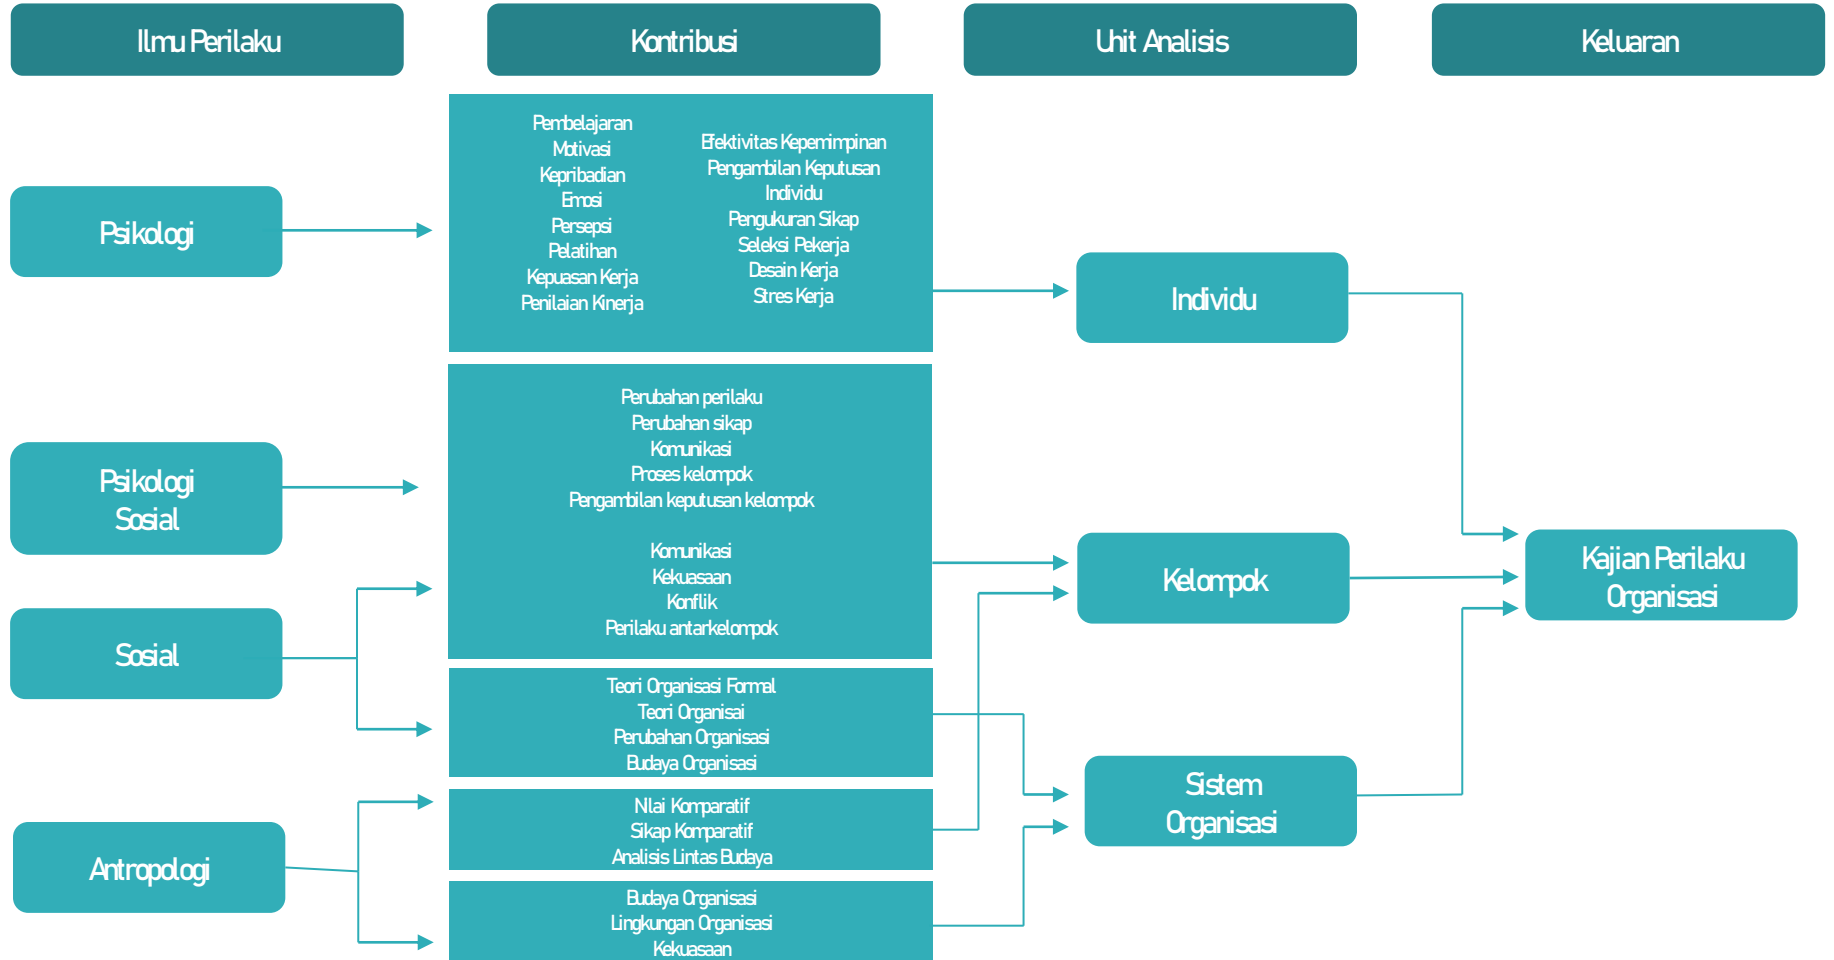 Ilmu Perilaku
Kontribusi
Unit Analisis
Keluaran
Psikologi
Pembelajaran
Motivasi
Kepribadian
Emosi
Persepsi
Pelatihan
Kepuasan Kerja
Penilaian Kinerja
Efektivitas Kepemimpinan
Pengambilan Keputusan
Individu
Pengukuran Sikap
Seleksi Pekerja
Desain Kerja
Stres Kerja
Individu
Psikologi
Sosial
Perubahan perilaku
Perubahan sikap
Komunikasi
Proses kelompok
Pengambilan keputusan kelompok
Komunikasi
Kekuasaan
Konflik
Perilaku antarkelompok
Kelompok
Kajian Perilaku
Organisasi
Sosial
Teori Organisasi Formal
Teori Organisai
Perubahan Organisasi
Budaya Organisasi
Sistem
Organisasi
Antropologi
NIai Komparatif
Sikap Komparatif
Analisis Lintas Budaya
Budaya Organisasi
Lingkungan Organisasi
Kekuasaan